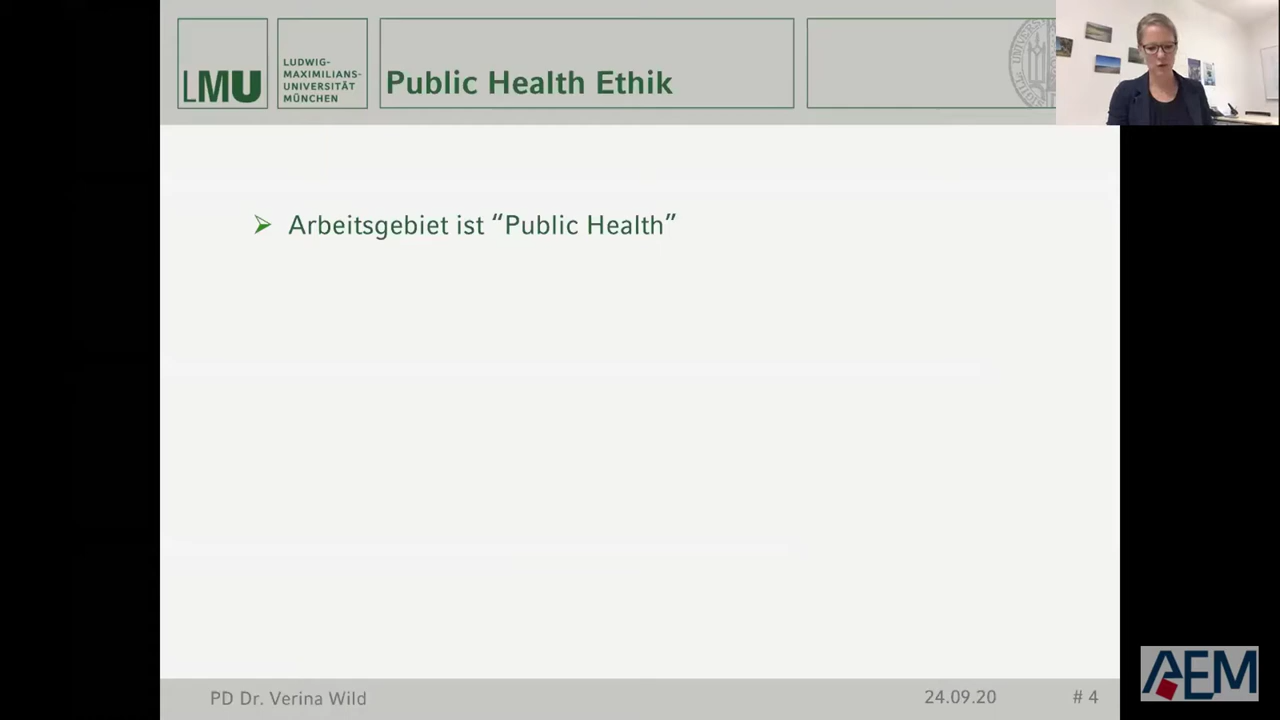 LMU
LUDWIG-
MAXIMILIANS-
UNIVERSITÄT
MÜNCHEN
Public Health Ethik
➢ Arbeitsgebiet ist “Public Health”
PD Dr. Verina Wild
24.09.20
# 4
AEM